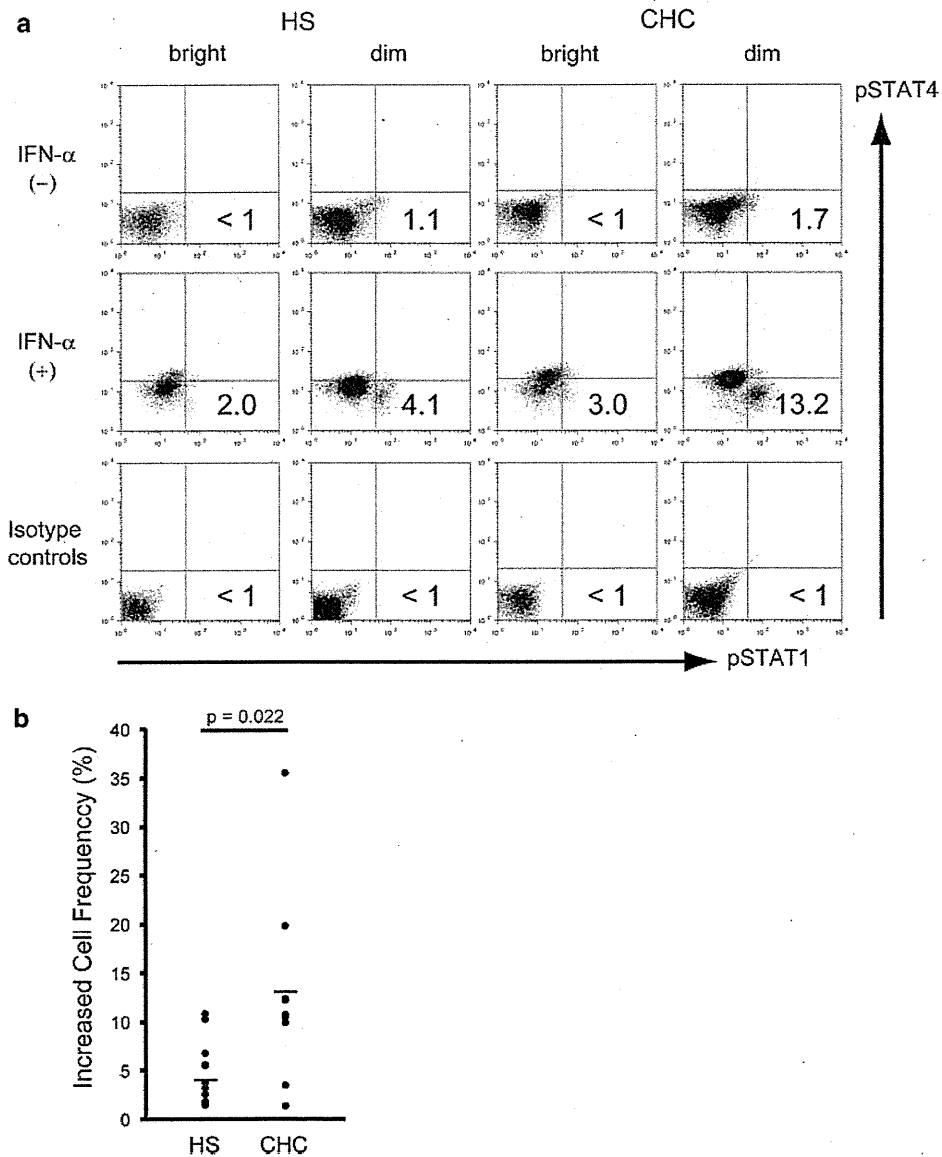 a
HS CHC
bright dim bright dim
pSTAT4
IFN-α
(−)
< 1 1.1 < 1 1.7
IFN-α
(+)
2.0 4.1 3.0 13.2
Isotype
controls
< 1 < 1 < 1 < 1
pSTAT1
b
p = 0.022
Increased Cell Frequenccy (%)
40
35
30
25
20
15
10
5
0
HS CHC